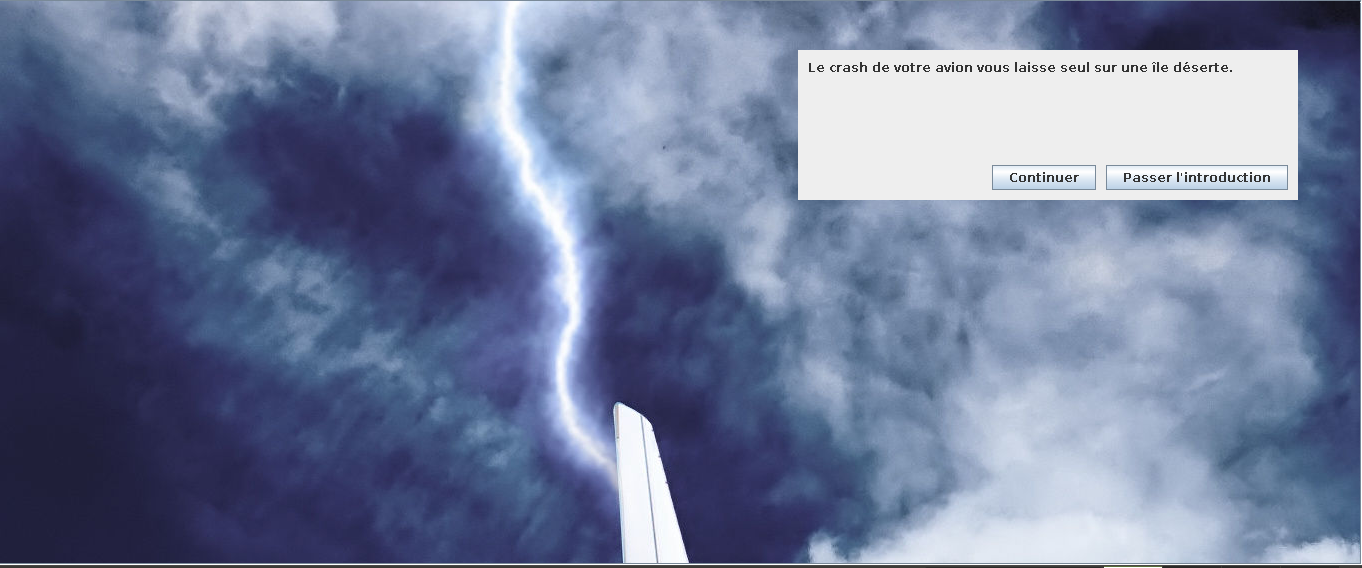 Le crash de votre avion vous laisse seul sur une île déserte.
Continuer
Passer l'introduction